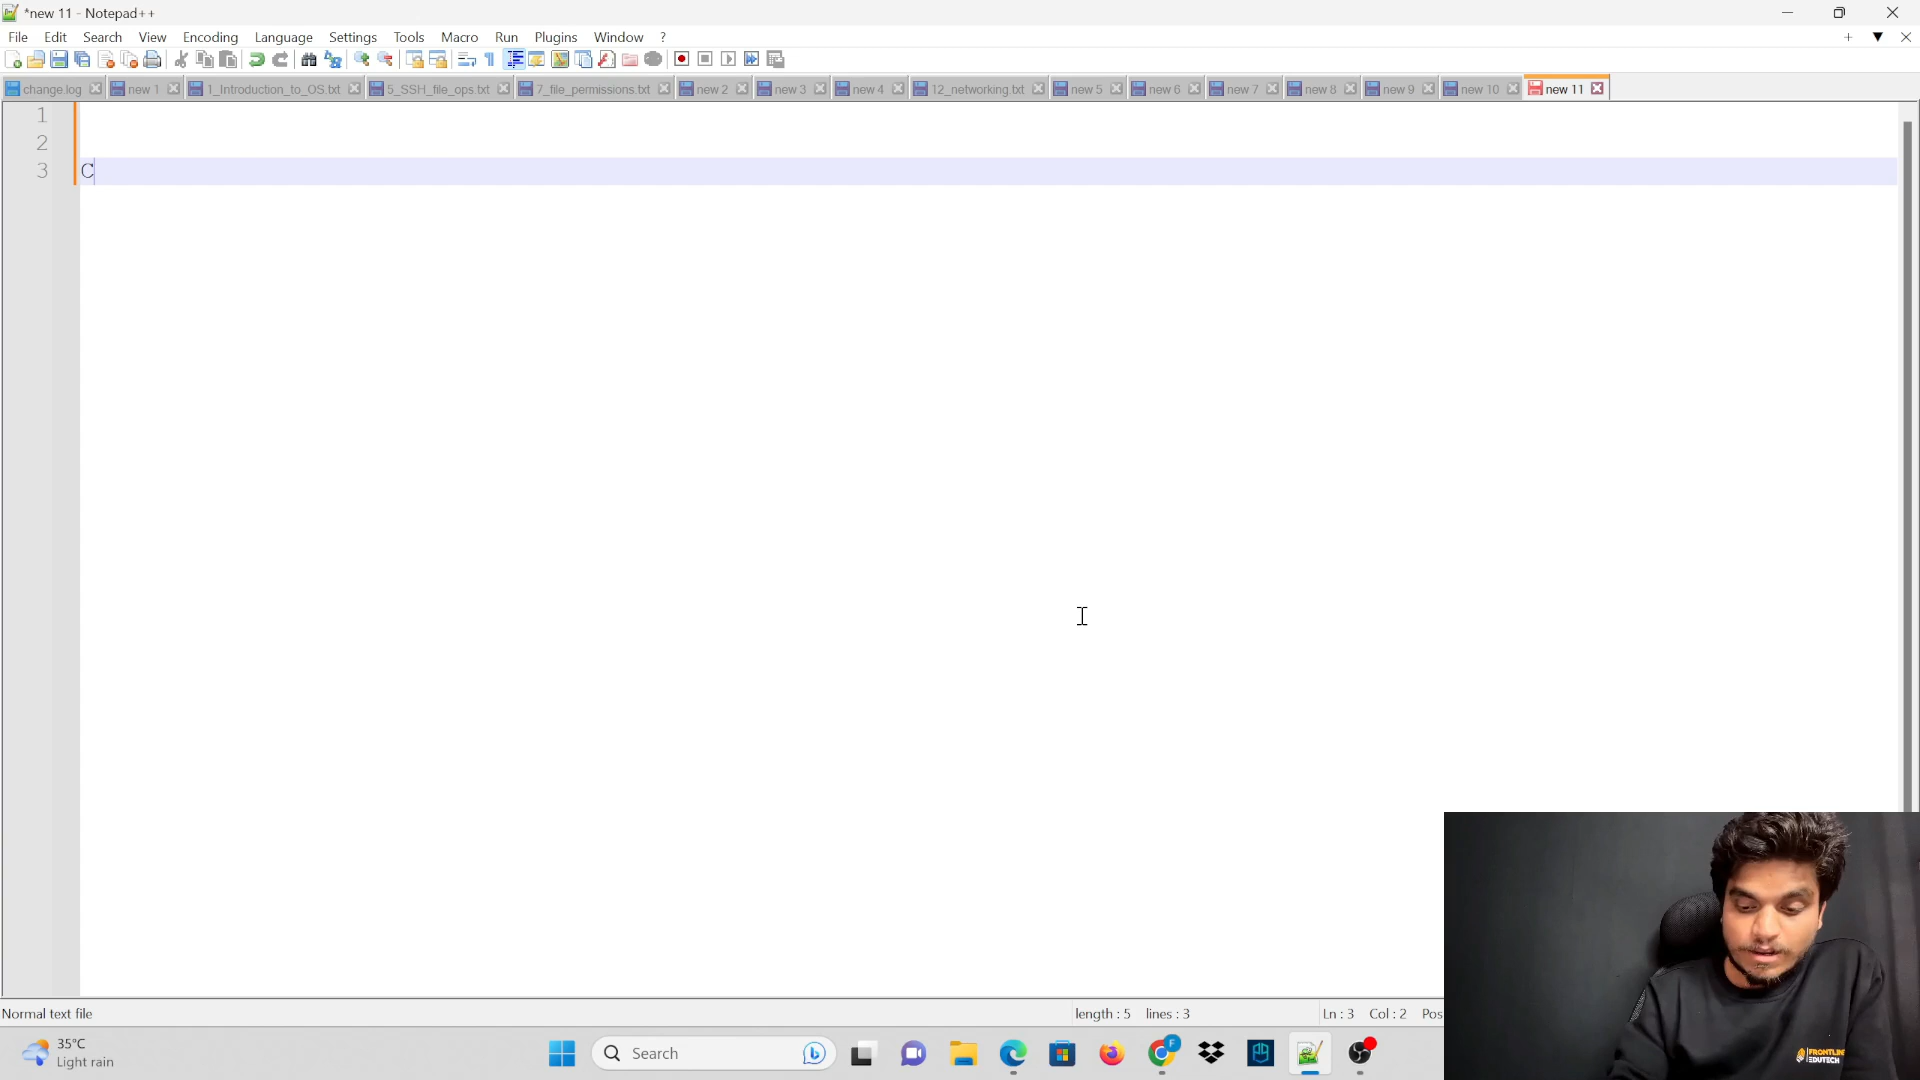 *new 11 - Notepad++
File Edit Search View Encoding Language Settings Tools Macro Run Plugins Window ?
change.log new 1 1_Introduction_to_OS.txt 5_SSH_file_ops.txt 7_file_permissions.txt new 2 new 3 new 4 12_networking.txt new 5 new 6 new 7 new 8 new 9 new 10 new 11
1
2
3 C
Normal text file length : 5 lines : 3 Ln : 3 Col : 2 Pos
35°C
Light rain
Search
F
FRONTLINE
EDUTECH